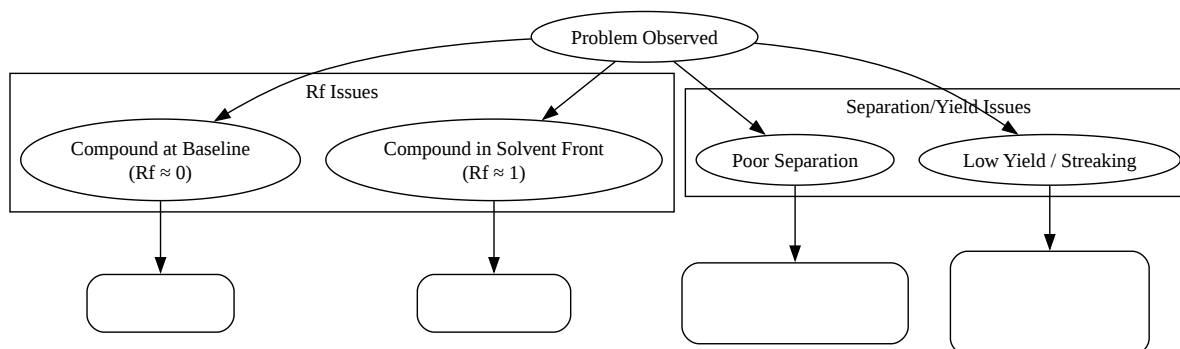 Problem Observed
Rf Issues
Separation/Yield Issues
Compound at Baseline
(Rf ≈ 0)
Compound in Solvent Front
(Rf ≈ 1)
Poor Separation
Low Yield / Streaking